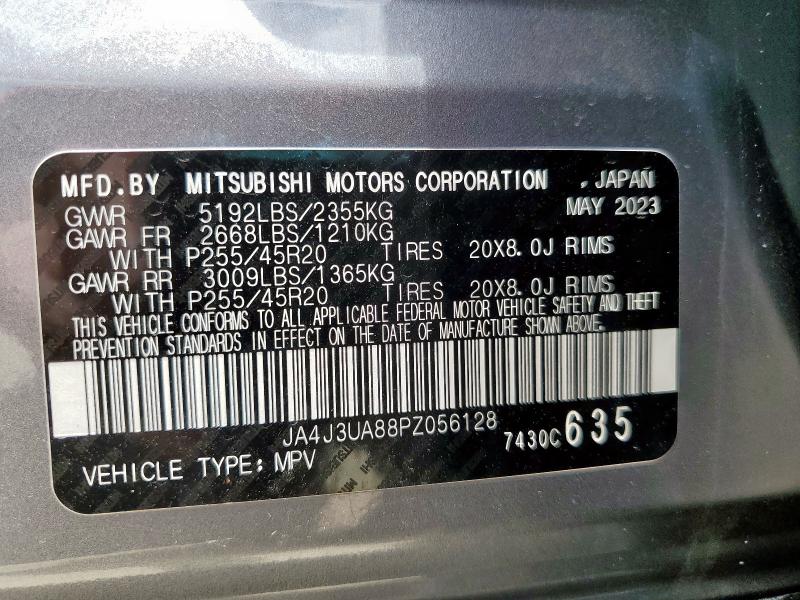 MFD.BY MITSUBISHI MOTORS CORPORATION , JAPAN
GVWR 5192LBS/2355KG MAY 2023
GAWR FR 2668LBS/1210KG
WITH P255/45R20 TIRES 20X8.0J RIMS
GAWR RR 3009LBS/1365KG
WITH P255/45R20 TIRES 20X8.0J RIMS
THIS VEHICLE CONFORMS TO ALL APPLICABLE FEDERAL MOTOR VEHICLE SAFETY AND THEFT
PREVENTION STANDARDS IN EFFECT ON THE DATE OF MANUFACTURE SHOWN ABOVE.
JA4J3UA88PZ056128
7430C 635
VEHICLE TYPE: MPV